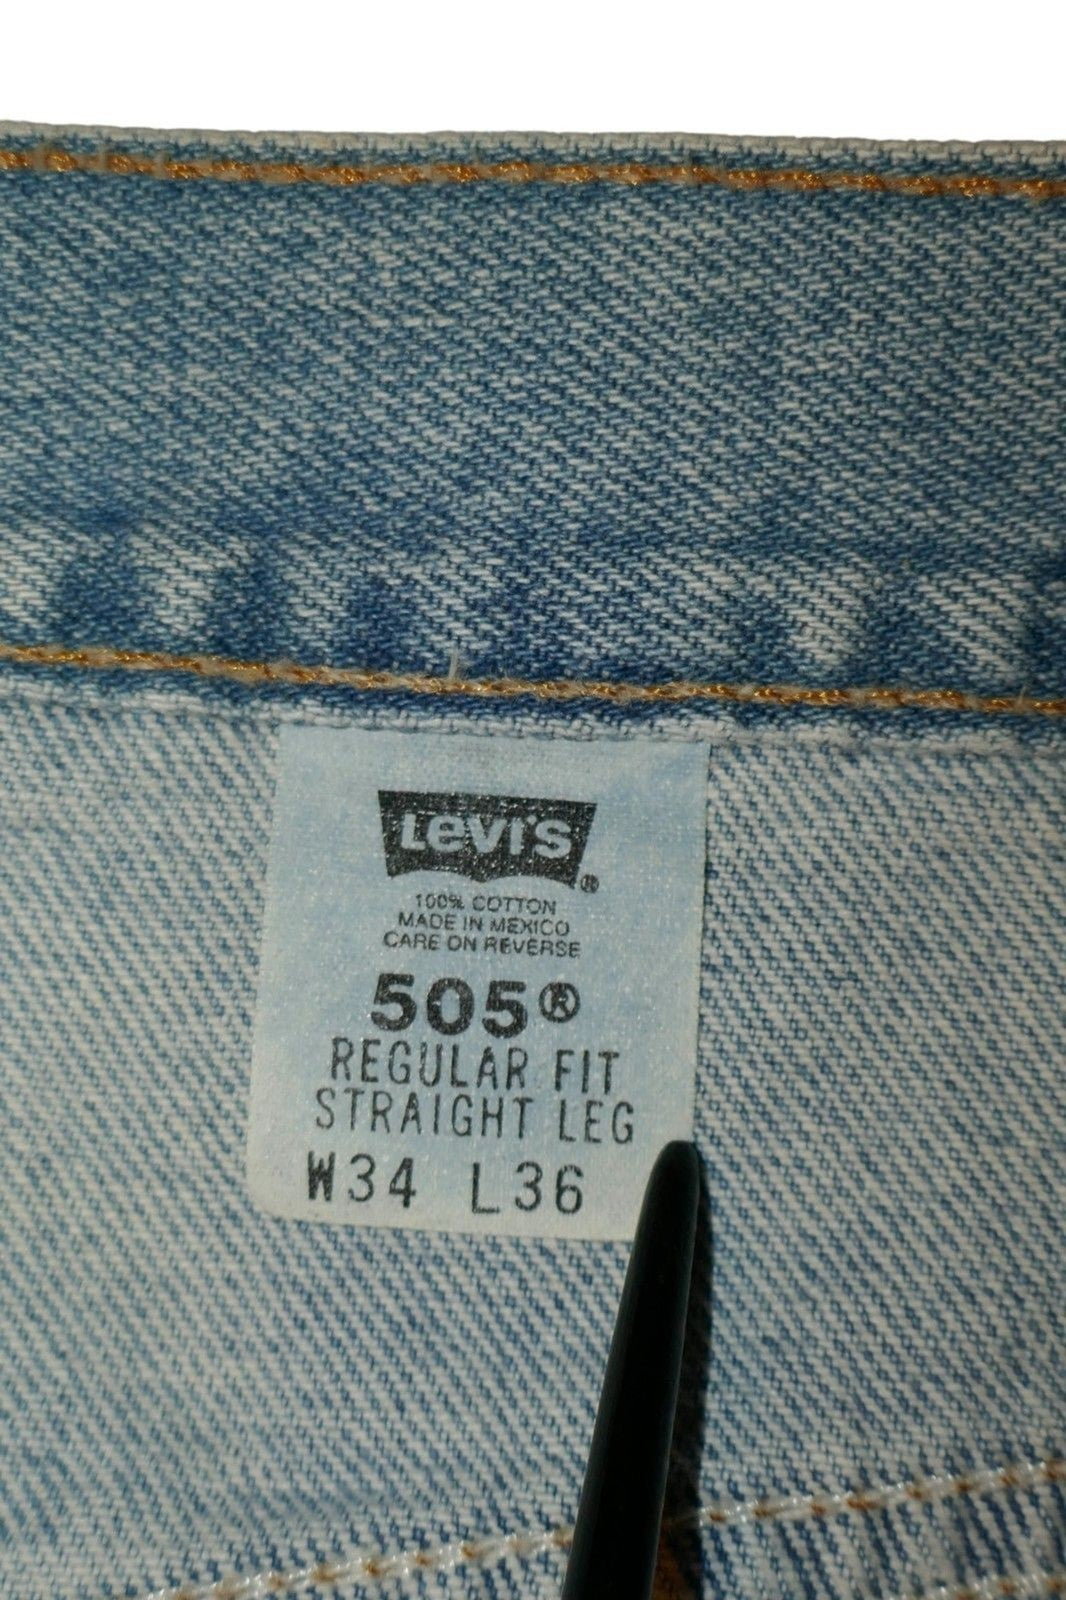 LEVI'S®
100% COTTON
MADE IN MEXICO
CARE ON REVERSE
505®
REGULAR FIT
STRAIGHT LEG
W34 L36